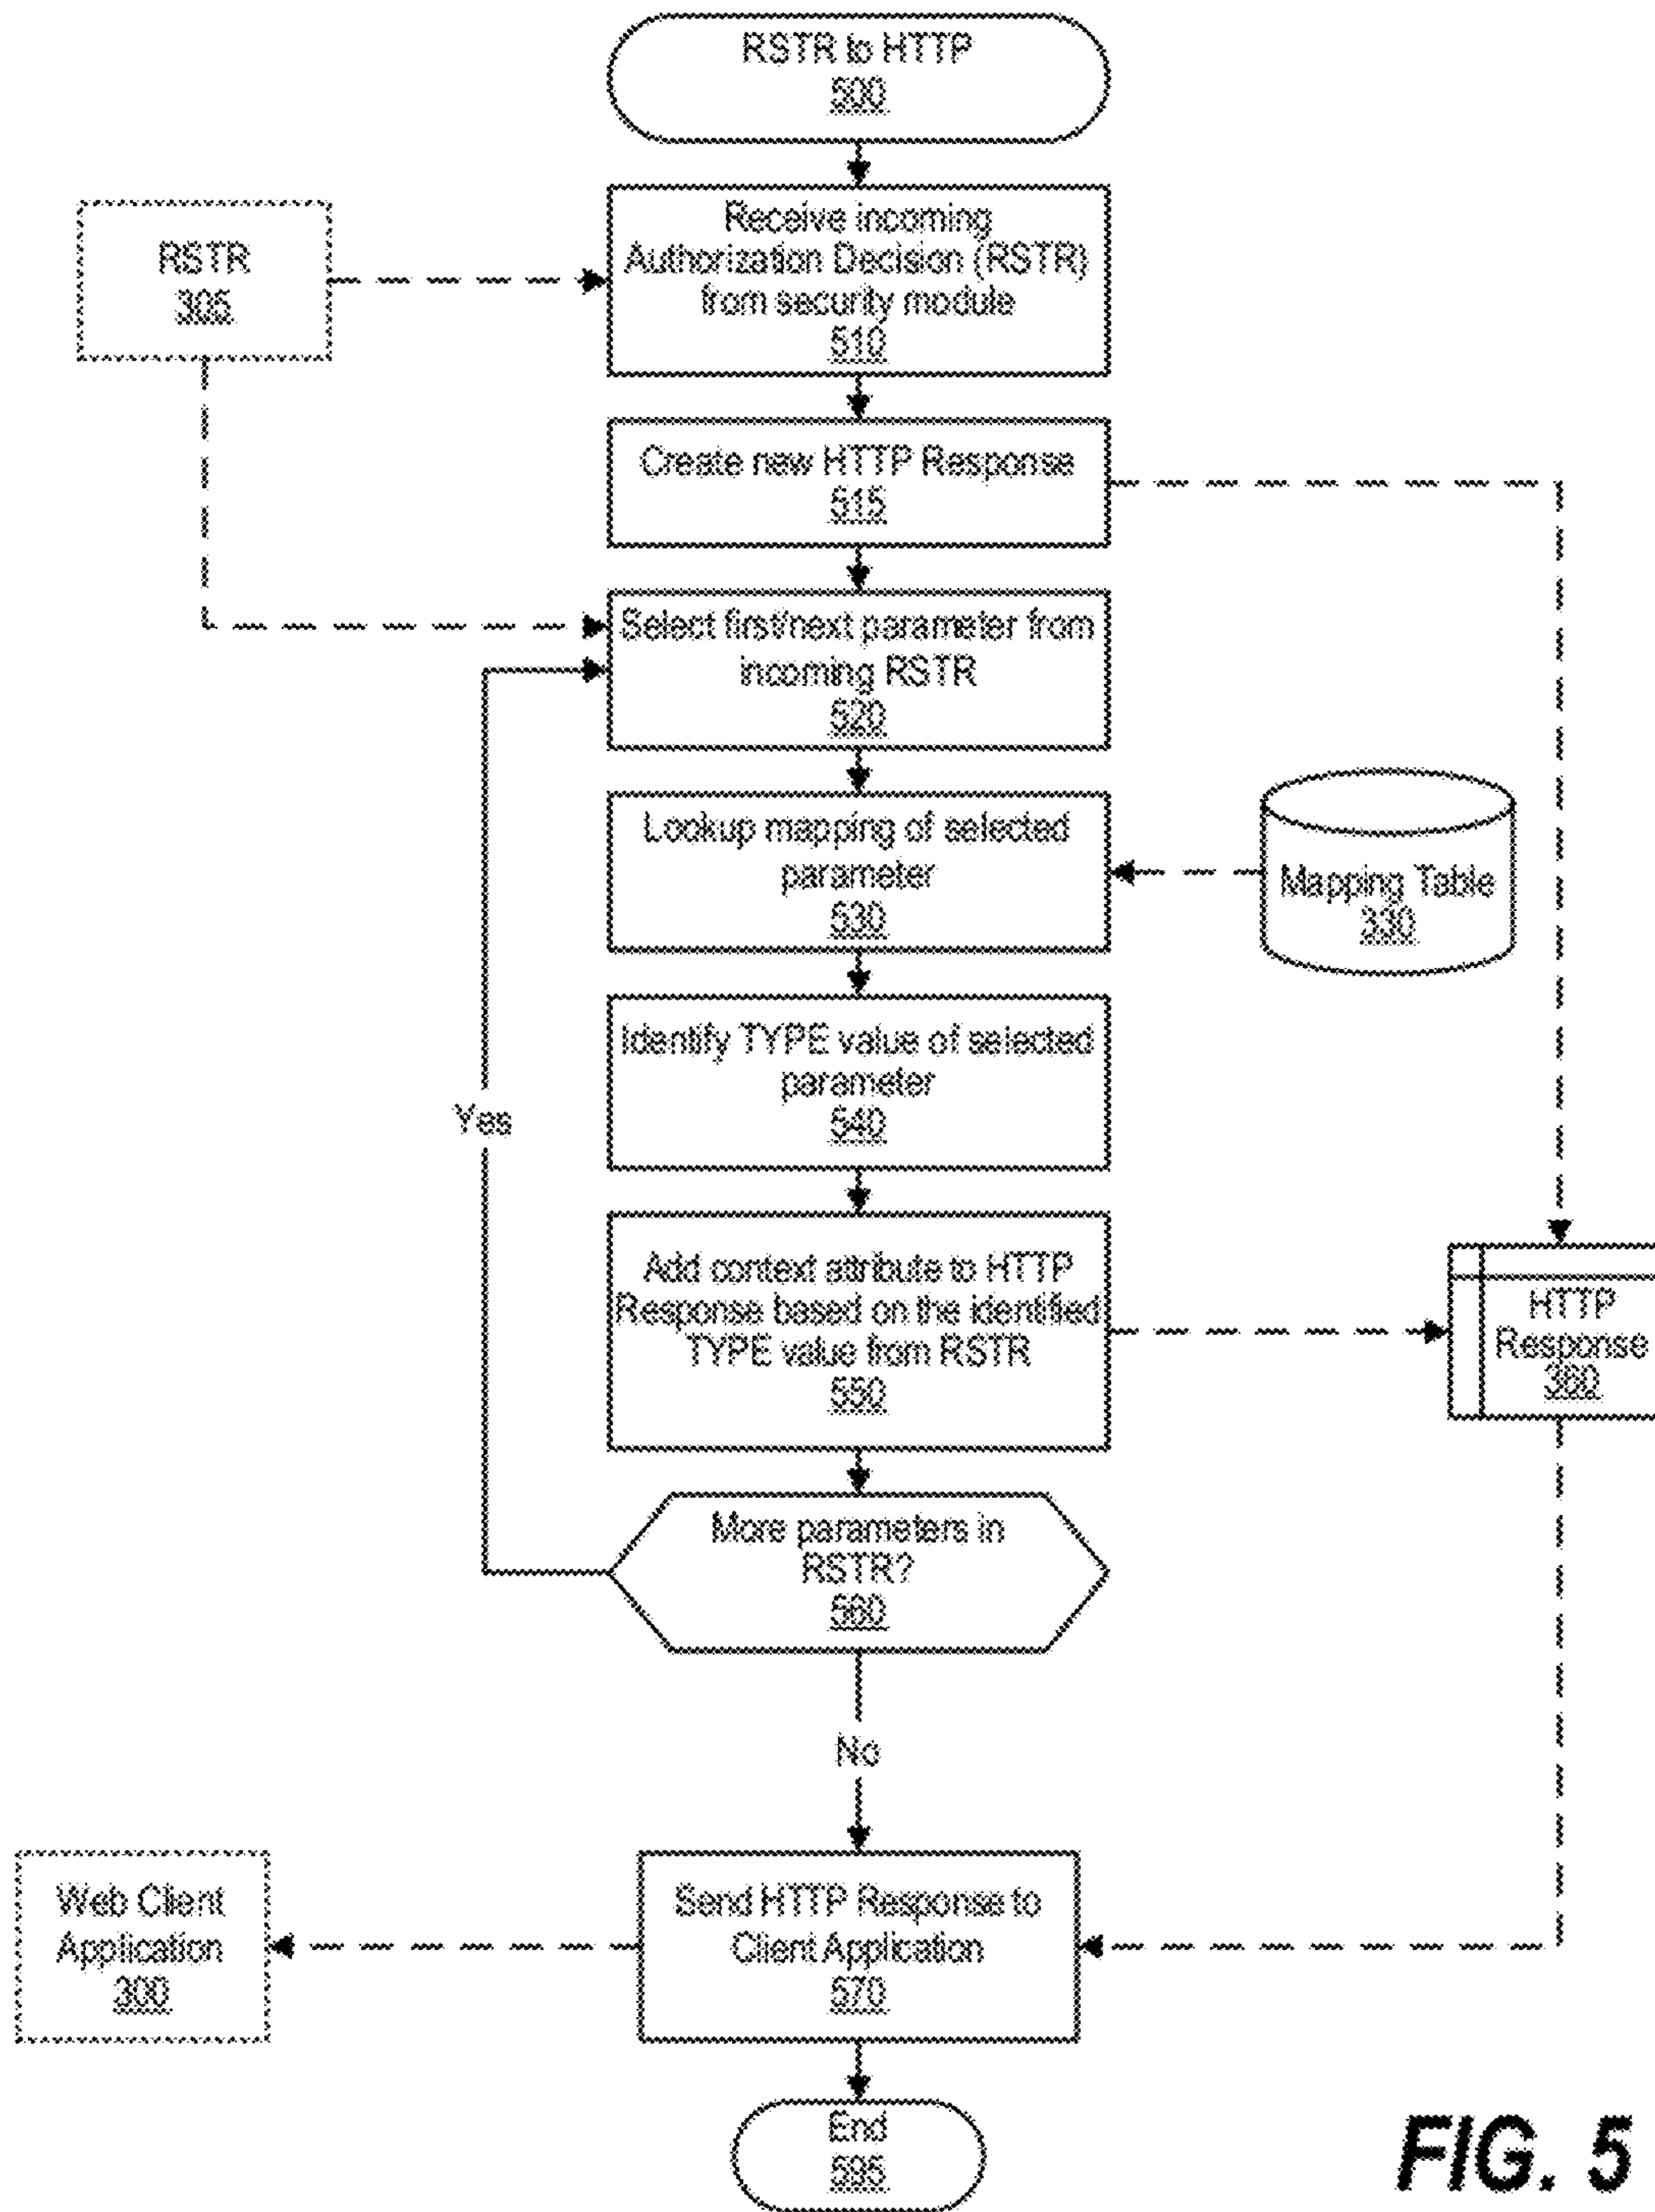 RSTR to HTTP
500
RSTR
305
Receive incoming
Authorization Decision (RSTR)
from security module
510
Create new HTTP Response
515
Select first/next parameter from
incoming RSTR
520
Lookup mapping of selected
parameter
530
Mapping Table
330
Identify TYPE value of selected
parameter
540
Yes
Add context attribute to HTTP
Response based on the identified
TYPE value from RSTR
550
HTTP
Response
360
More parameters in
RSTR?
560
No
Web Client
Application
300
Send HTTP Response to
Client Application
570
End
595
FIG. 5